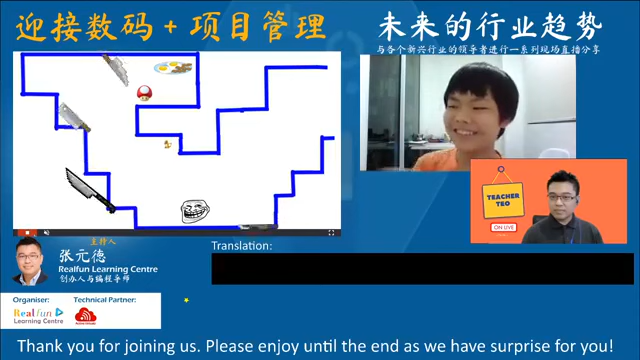 迎接数码 + 项目管理
未来的行业趋势
与各个新兴行业的领导者进行一系列现场直播分享
TEACHER
TEO
ON LIVE
主持人
张元德
Realfun Learning Centre
创办人与编程导师
Translation:
Organiser:
Technical Partner:
Realfun
Learning Centre
Thank you for joining us. Please enjoy until the end as we have surprise for you!